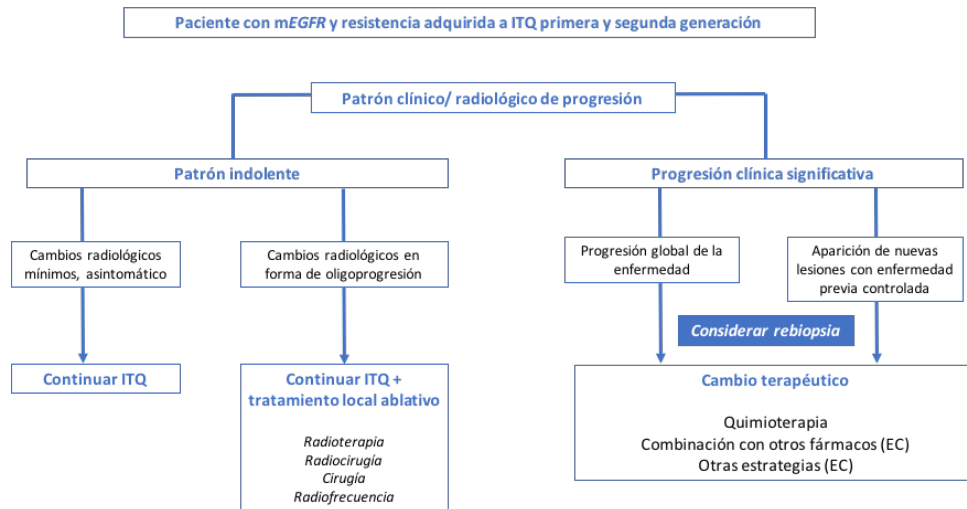 Paciente con mEGFR y resistencia adquirida a ITQ primera y segunda generación
Patrón clínico/ radiológico de progresión
Patrón indolente
Progresión clínica significativa
Cambios radiológicos
mínimos, asintomático
Cambios radiológicos en
forma de oligoprogresión
Progresión global de la
enfermedad
Aparición de nuevas
lesiones con enfermedad
previa controlada
Considerar rebiopsia
Continuar ITQ
Continuar ITQ +
tratamiento local ablativo
Radioterapia
Radiocirugía
Cirugía
Radiofrecuencia
Cambio terapéutico
Quimioterapia
Combinación con otros fármacos (EC)
Otras estrategias (EC)